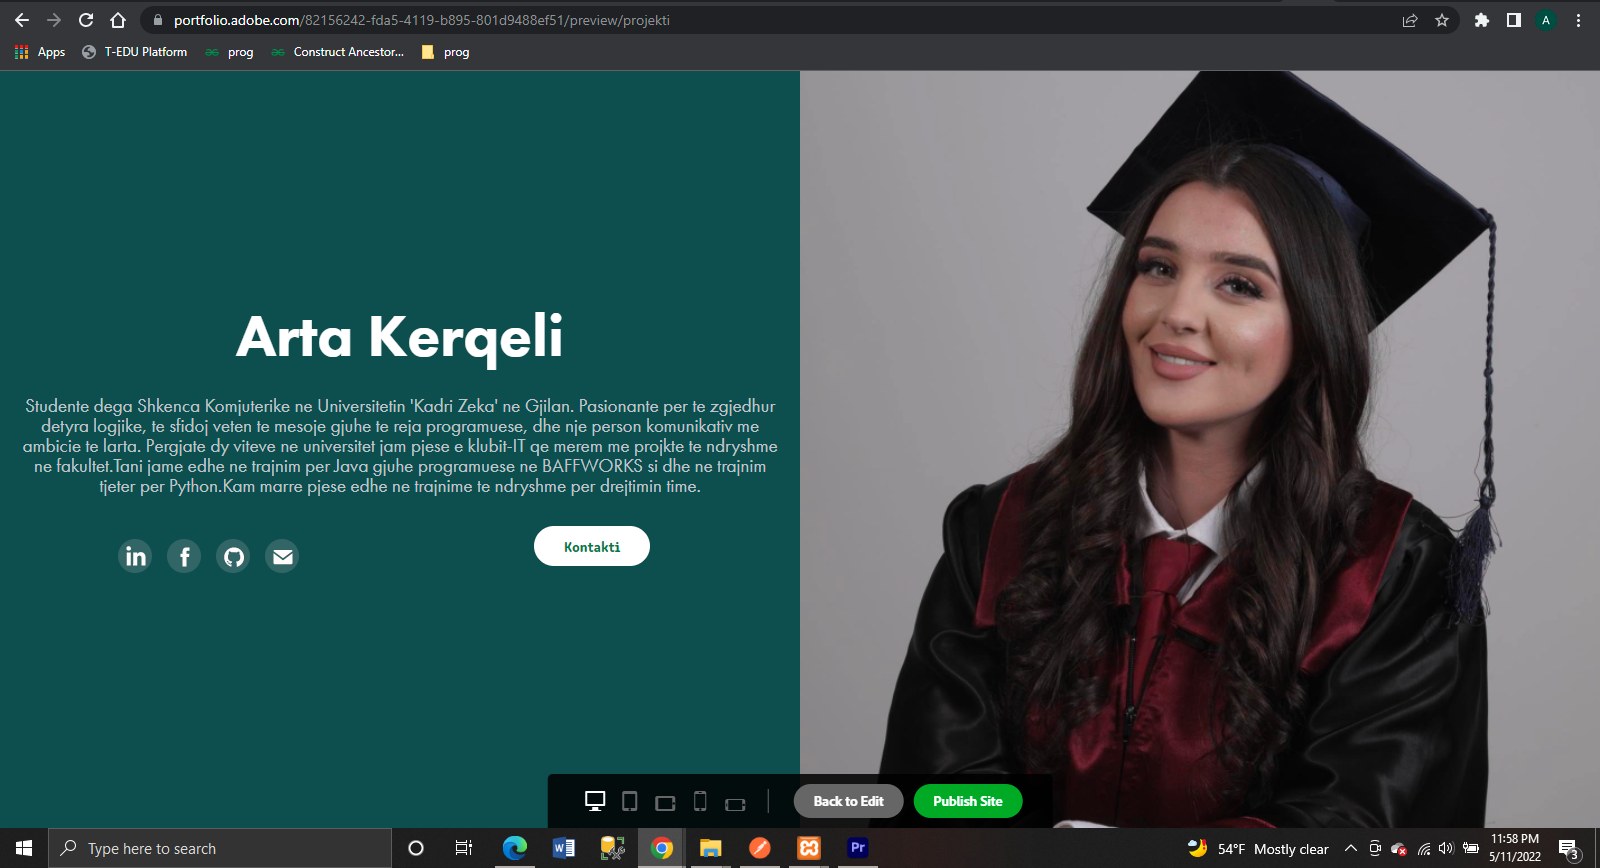 portfolio.adobe.com/82156242-fda5-4119-b895-801d9488ef51/preview/projekti
A
Apps
T-EDU Platform
prog
Construct Ancestor...
prog
Arta Kerqeli
Studente dega Shkenca Komjuterike ne Universitetin 'Kadri Zeka' ne Gjilan. Pasionante per te zgjedhur
detyra logjike, te sfidoj veten te mesoje gjuhe te reja programuese, dhe nje person komunikativ me
ambicie te larta. Pergjate dy viteve ne universitet jam pjese e klubit-IT qe merem me projkte te ndryshme
ne fakultet.Tani jame edhe ne trajnim per Java gjuhe programuese ne BAFFWORKS si dhe ne trajnim
tjeter per Python.Kam marre pjese edhe ne trajnime te ndryshme per drejtimin time.
in
f
Kontakti
Back to Edit
Publish Site
Type here to search
W
Pr
54°F Mostly clear
11:58 PM
5/11/2022
3